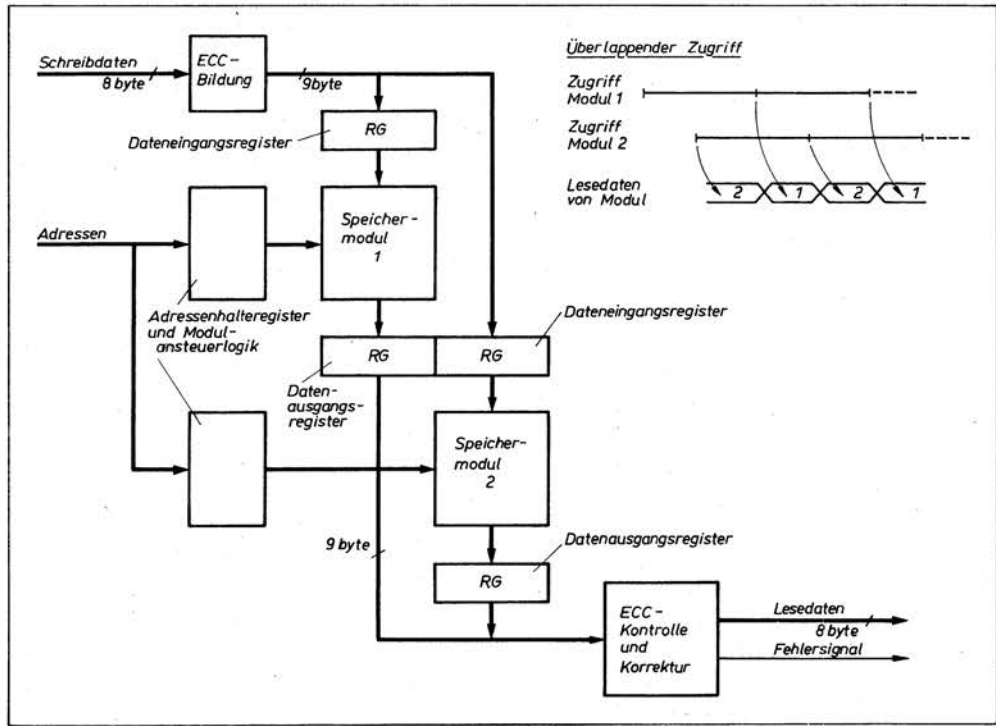 Schreibdaten
8 byte
ECC-
Bildung
9byte
RG
Dateneingangsregister
Adressen
Speicher-
modul
1
Adressenhalteregister
und Modul-
ansteuerlogik
Dateneingangsregister
RG
RG
Daten-
ausgangs-
register
Speicher-
modul
2
9 byte
Datenausgangsregister
RG
ECC-
Kontrolle
und
Korrektur
Lesedaten
8 byte
Fehlersignal
Überlappender Zugriff
Zugriff
Modul 1
Zugriff
Modul 2
Lesedaten
von Modul
2 1 2 1